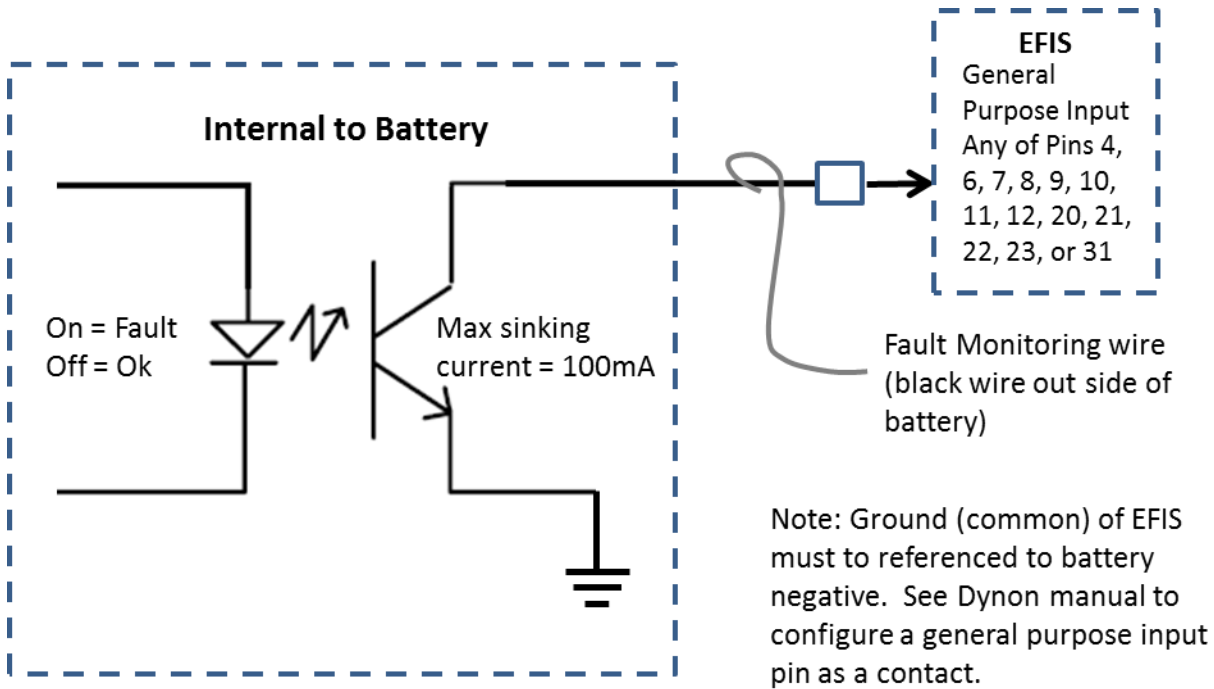 EFIS
General
Purpose Input
Any of Pins 4,
6, 7, 8, 9, 10,
11, 12, 20, 21,
22, 23, or 31
Internal to Battery
On = Fault
Off = Ok
Max sinking
current = 100mA
Fault Monitoring wire
(black wire out side of
battery)
Note: Ground (common) of EFIS
must to referenced to battery
negative.  See Dynon manual to
configure a general purpose input
pin as a contact.